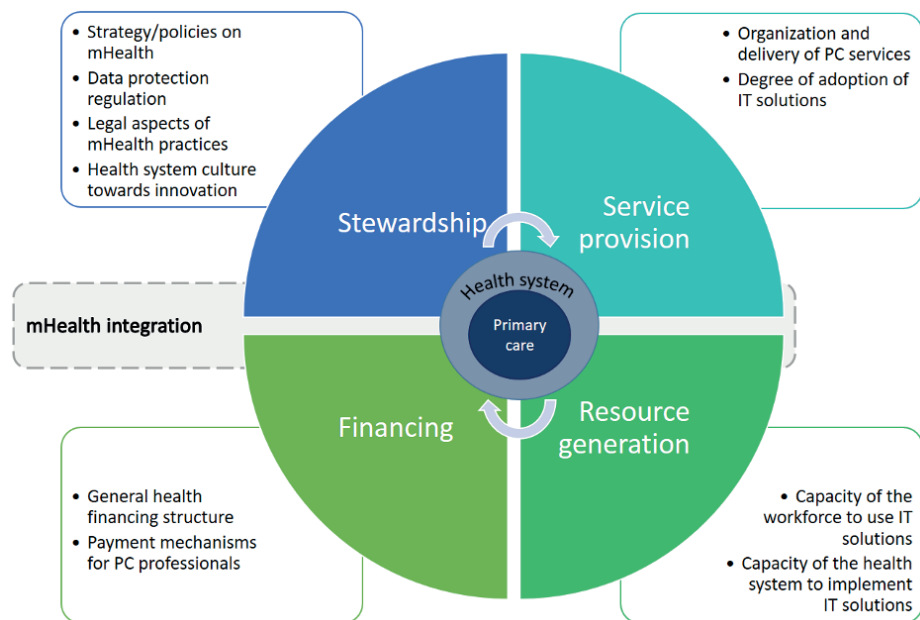 • Strategy/policies on
mHealth
• Data protection
regulation
• Legal aspects of
mHealth practices
• Health system culture
towards innovation
• Organization and
delivery of PC services
• Degree of adoption of
IT solutions
Stewardship
Service
provision
mHealth integration
Health system
Primary
care
Financing
Resource
generation
• General health
financing structure
• Payment mechanisms
for PC professionals
• Capacity of the
workforce to use IT
solutions
• Capacity of the health
system to implement
IT solutions